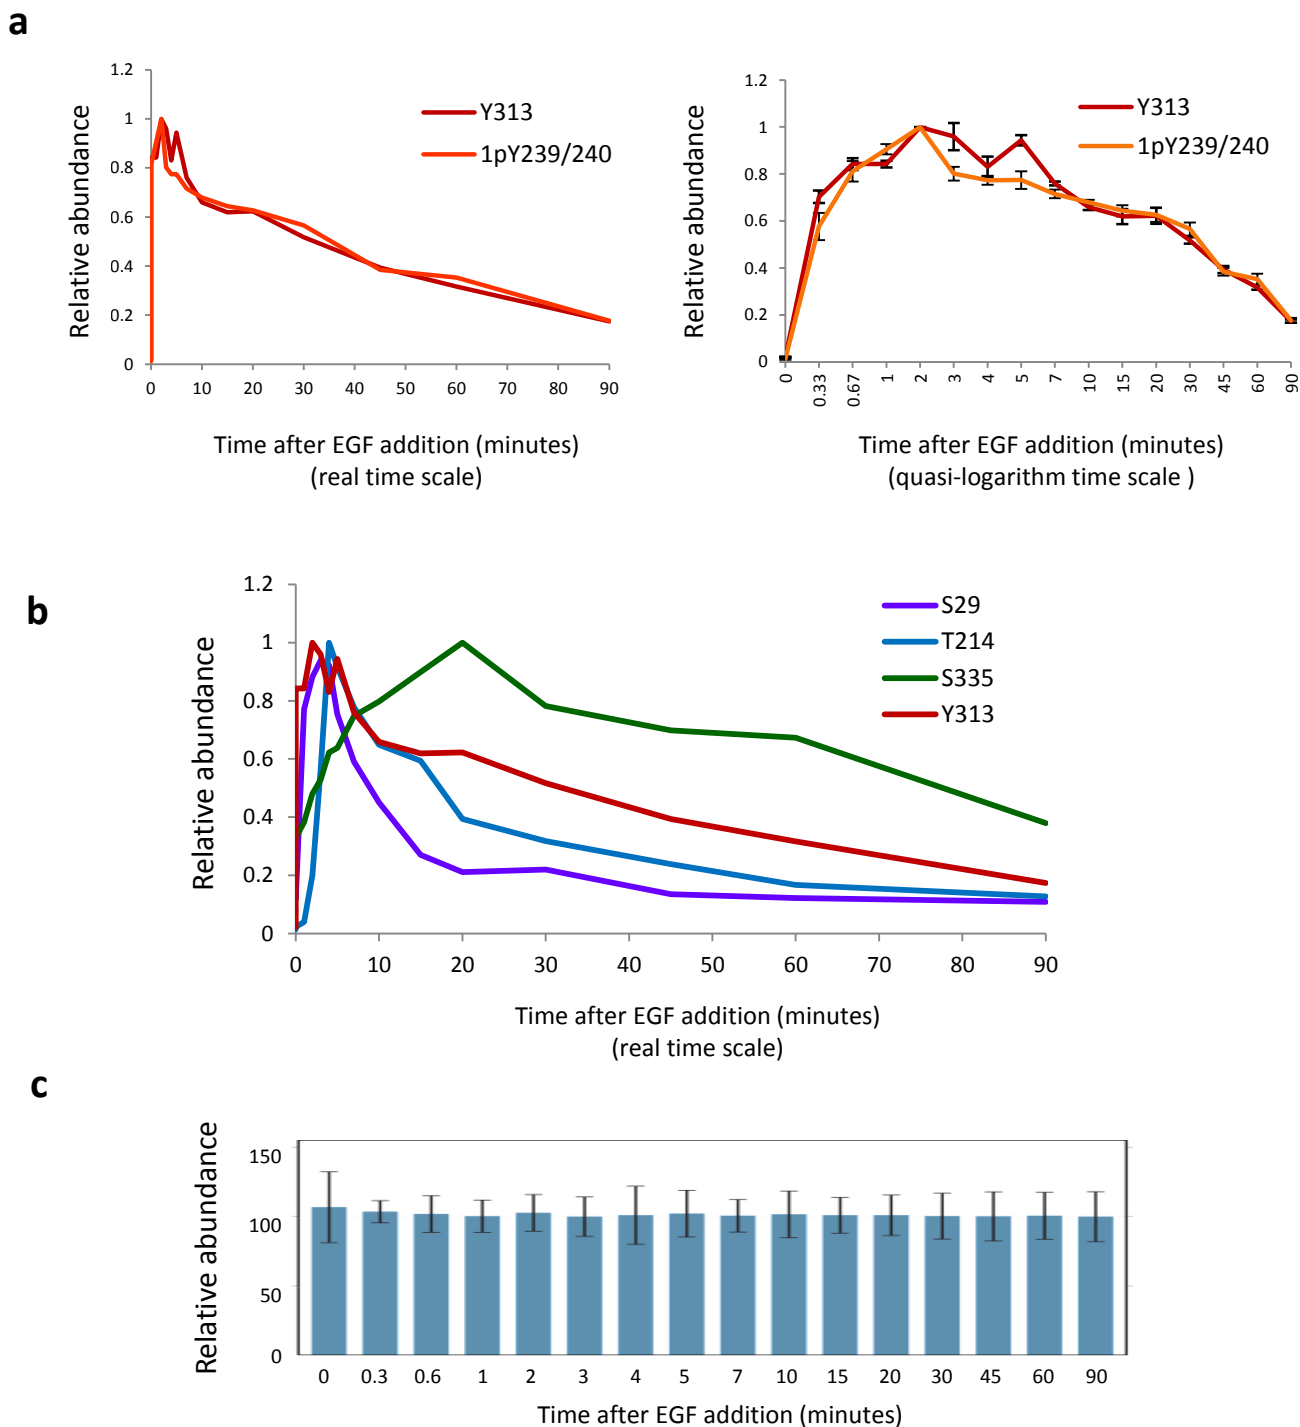 a
1.2
1
0.8
0.6
0.4
0.2
0
Relative abundance
Y313
1pY239/240
0 10 20 30 40 50 60 70 80 90
Time after EGF addition (minutes)
(real time scale)
1.2
1
0.8
0.6
0.4
0.2
0
Relative abundance
Y313
1pY239/240
0 0.33 0.67 1 2 3 4 5 7 10 15 20 30 45 60 90
Time after EGF addition (minutes)
(quasi-logarithm time scale )
b
1.2
1
0.8
0.6
0.4
0.2
0
Relative abundance
S29
T214
S335
Y313
0 10 20 30 40 50 60 70 80 90
Time after EGF addition (minutes)
(real time scale)
c
150
100
50
0
Relative abundance
0 0.3 0.6 1 2 3 4 5 7 10 15 20 30 45 60 90
Time after EGF addition (minutes)